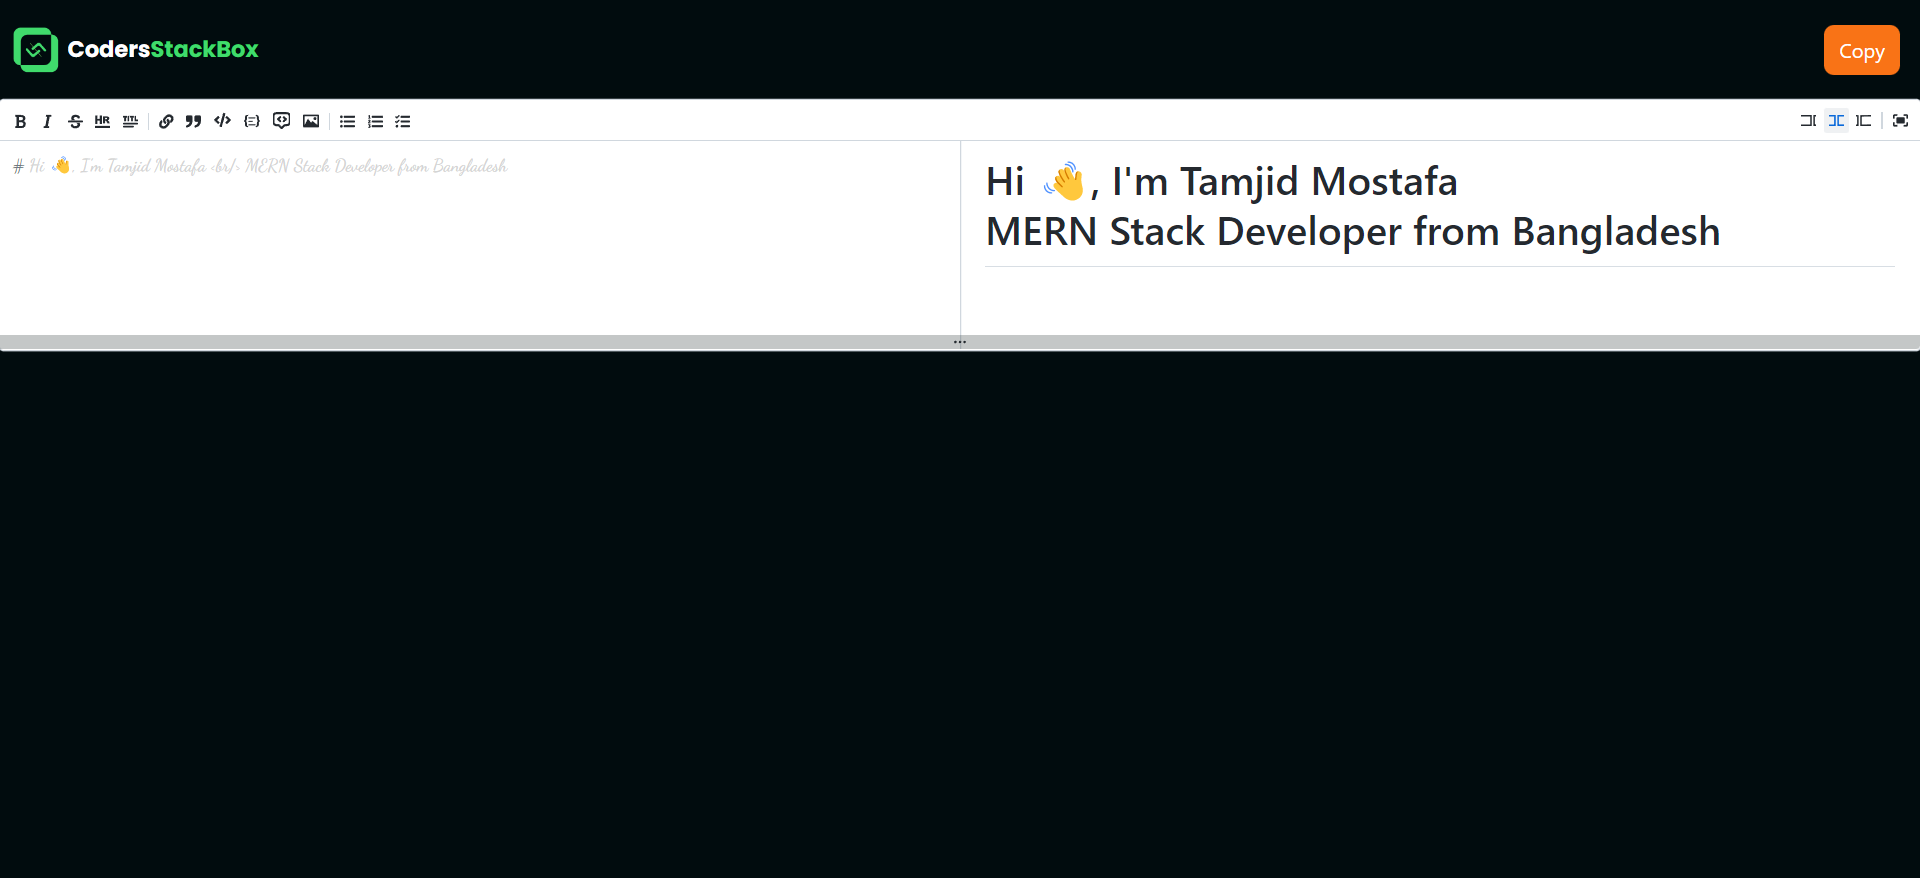 CodersStackBox
Copy
B I S HR TITL
# Hi 👋, I'm Tamjid Mostafa <br/> MERN Stack Developer from Bangladesh
Hi 👋, I'm Tamjid Mostafa
MERN Stack Developer from Bangladesh